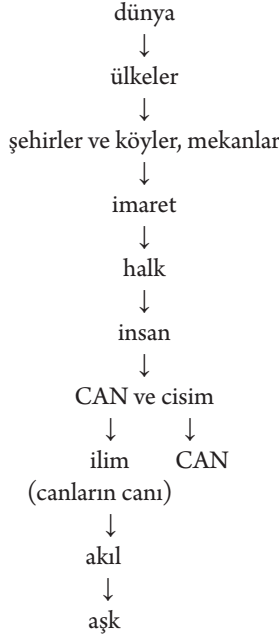 dünya
↓
ülkeler
↓
şehirler ve köyler, mekanlar
↓
imaret
↓
halk
↓
insan
↓
CAN ve cisim
↓ ↓
ilim CAN
(canların canı)
↓
akıl
↓
aşk